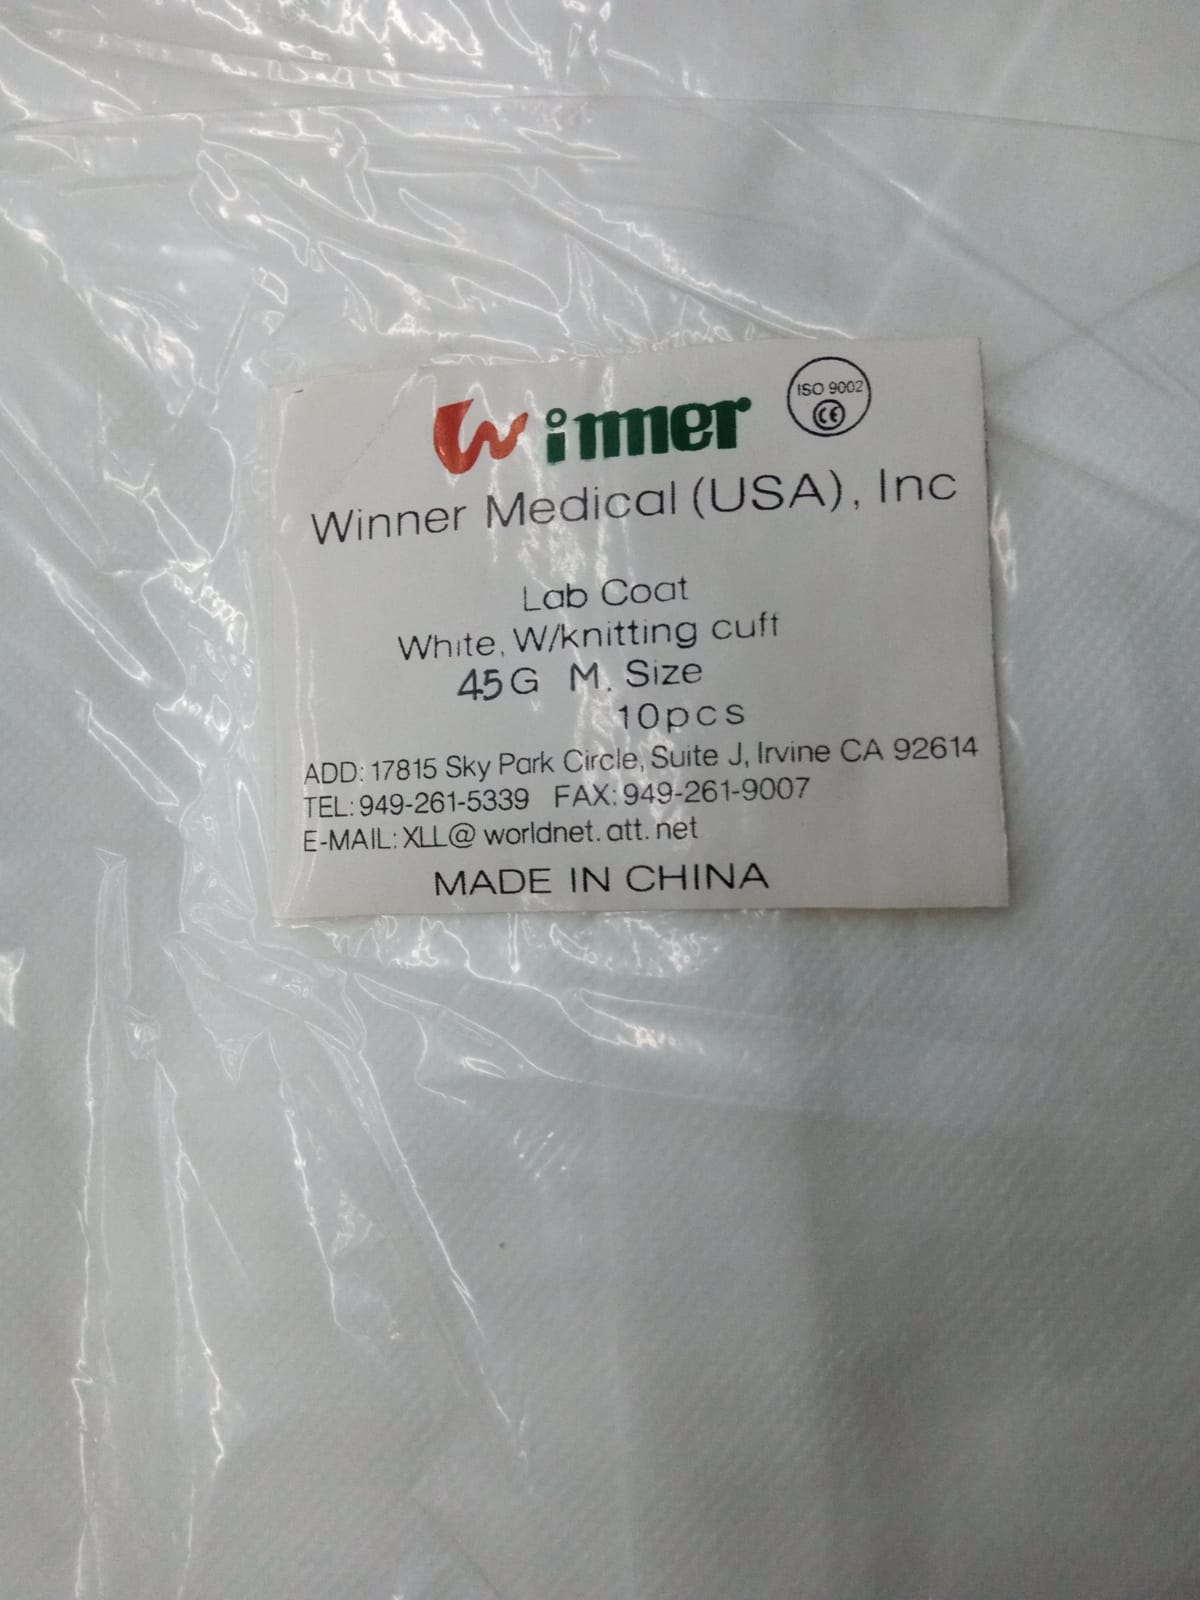 Winner
ISO 9002
CE
Winner Medical (USA), Inc
Lab Coat
White, W/knitting cuff
45G M. Size
10pcs
ADD: 17815 Sky Park Circle, Suite J, Irvine CA 92614
TEL: 949-261-5339 FAX: 949-261-9007
E-MAIL: XLL@ worldnet. att. net
MADE IN CHINA